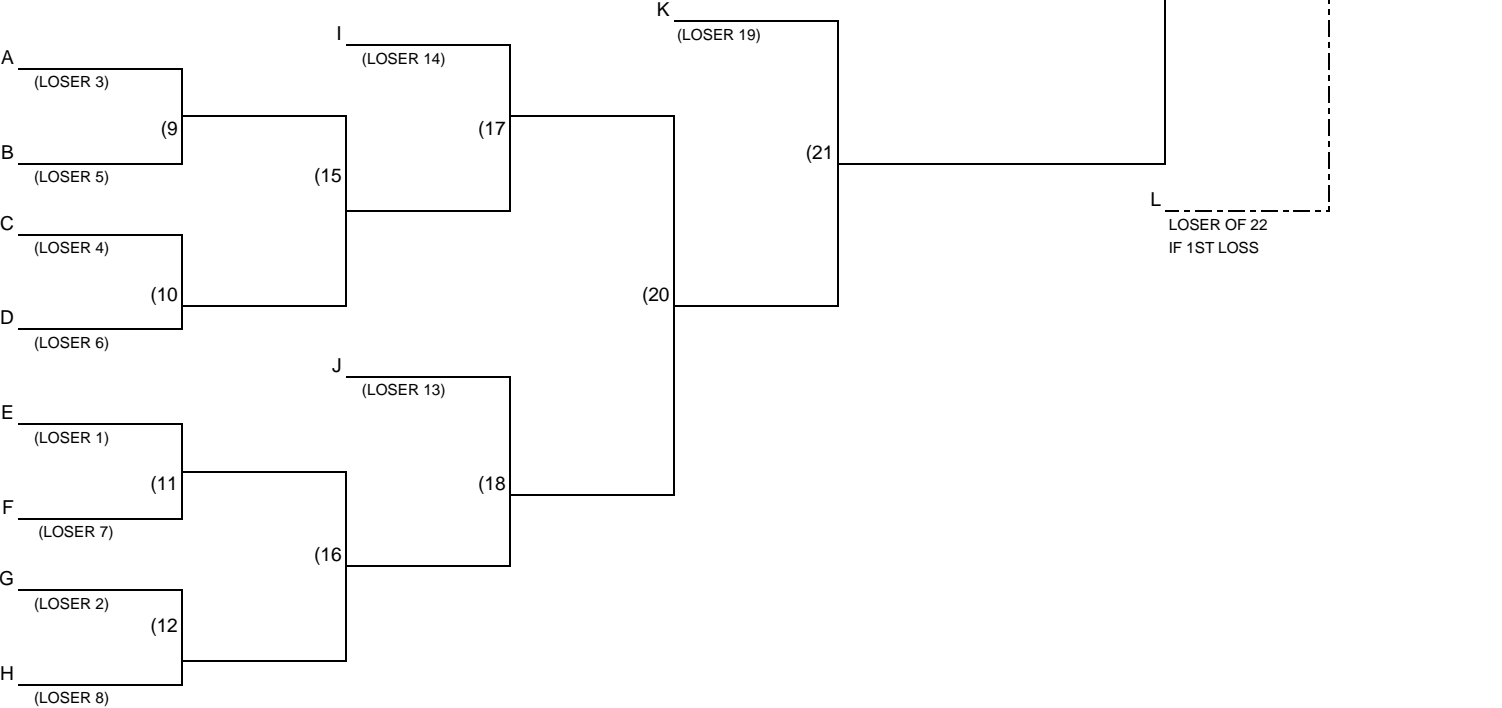 K
(LOSER 19)
I
(LOSER 14)
A
(LOSER 3)
(9
(17
B
(LOSER 5)
(15
(21
C
(LOSER 4)
L
LOSER OF 22
IF 1ST LOSS
(10
(20
D
(LOSER 6)
J
(LOSER 13)
E
(LOSER 1)
(11
(18
F
(LOSER 7)
(16
G
(LOSER 2)
(12
H
(LOSER 8)